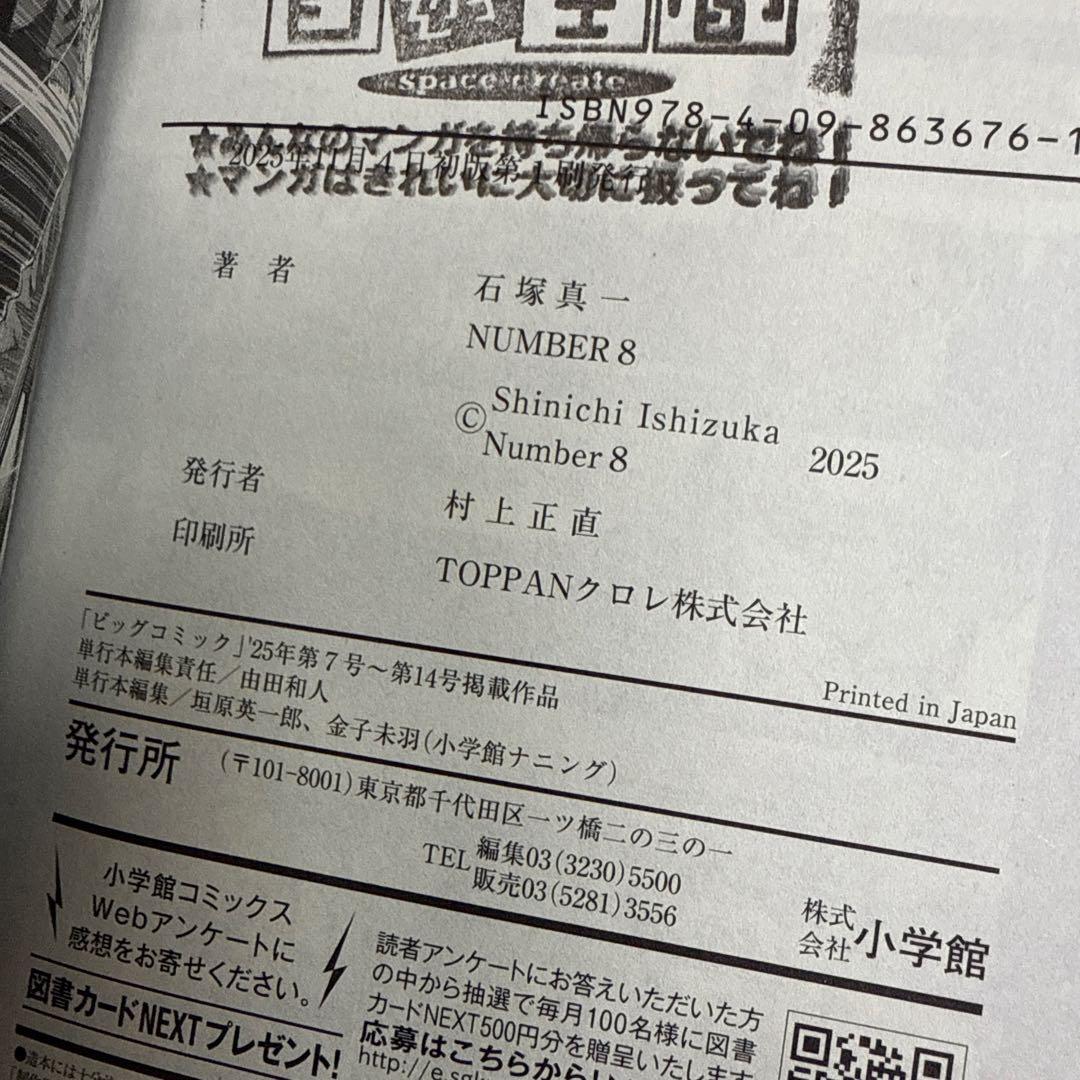 space create
ISBN978-4-09-863676-1
★みんなのマンガを持ち帰らないでね!
2025年11月4日初版第1刷発行
★マンガはきれいに大切に扱ってね!
著者 石塚真一
NUMBER 8
© Shinichi Ishizuka
Number 8 2025
発行者 村上正直
印刷所 TOPPANクロレ株式会社
Printed in Japan
「ビッグコミック」'25年第7号〜第14号掲載作品
単行本編集責任/由田和人
単行本編集/垣原英一郎、金子未羽(小学館ナニング)
発行所 (〒101-8001)東京都千代田区一ツ橋二の三の一
TEL 編集03(3230)5500
販売03(5281)3556
株式会社 小学館
小学館コミックス
Webアンケートに
感想をお寄せください。
図書カードNEXTプレゼント!
読者アンケートにお答えいただいた方
の中から抽選で毎月100名様に図書
カードNEXT500円分を贈呈いたします
応募はこちらから
http://e.sg
●造本には十分